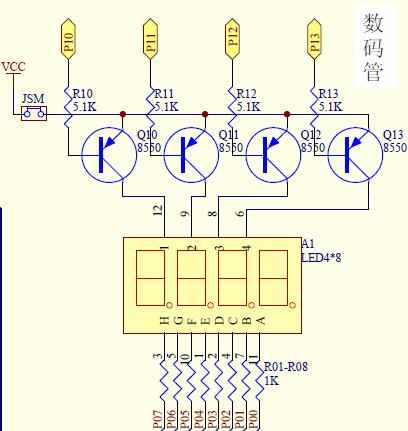 P10 P11 P12 P13
数码管
VCC
JSM
R10 R11 R12 R13
5.1K 5.1K 5.1K 5.1K
Q10 Q11 Q12 Q13
8550 8550 8550 8550
12 9 8 6
A1
LED4*8
1 2 3 4
H G F E D C B A
3 5 10 1 2 4 7 11
R01-R08
1K
P07 P06 P05 P04 P03 P02 P01 P00